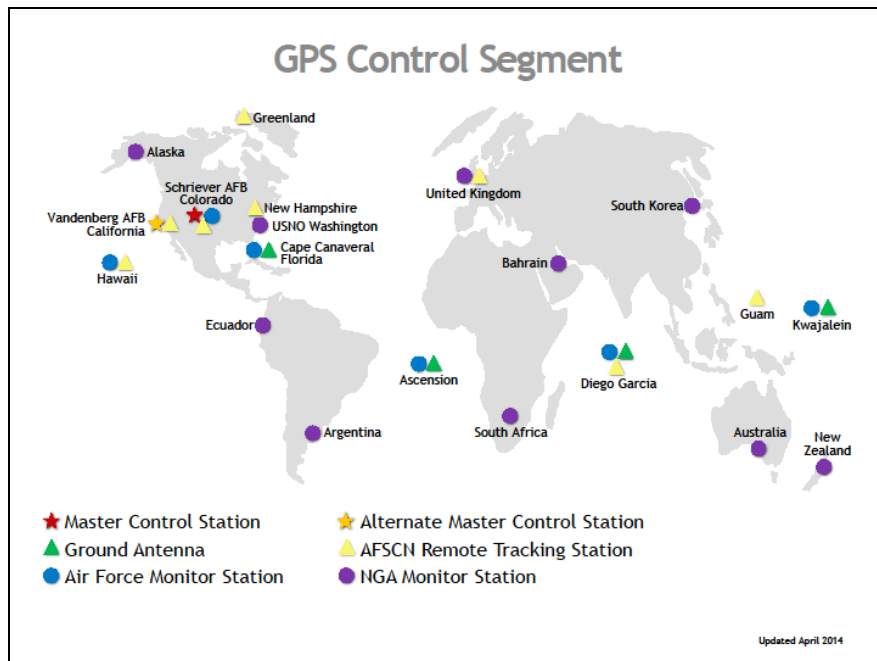 GPS Control Segment
Greenland
Alaska
Schriever AFB
Colorado
Vandenberg AFB
California
New Hampshire
USNO Washington
Cape Canaveral
Florida
Hawaii
United Kingdom
South Korea
Bahrain
Ecuador
Guam
Kwajalein
Ascension
Diego Garcia
Argentina
South Africa
Australia
New
Zealand
Master Control Station
Alternate Master Control Station
Ground Antenna
AFSCN Remote Tracking Station
Air Force Monitor Station
NGA Monitor Station
Updated April 2014